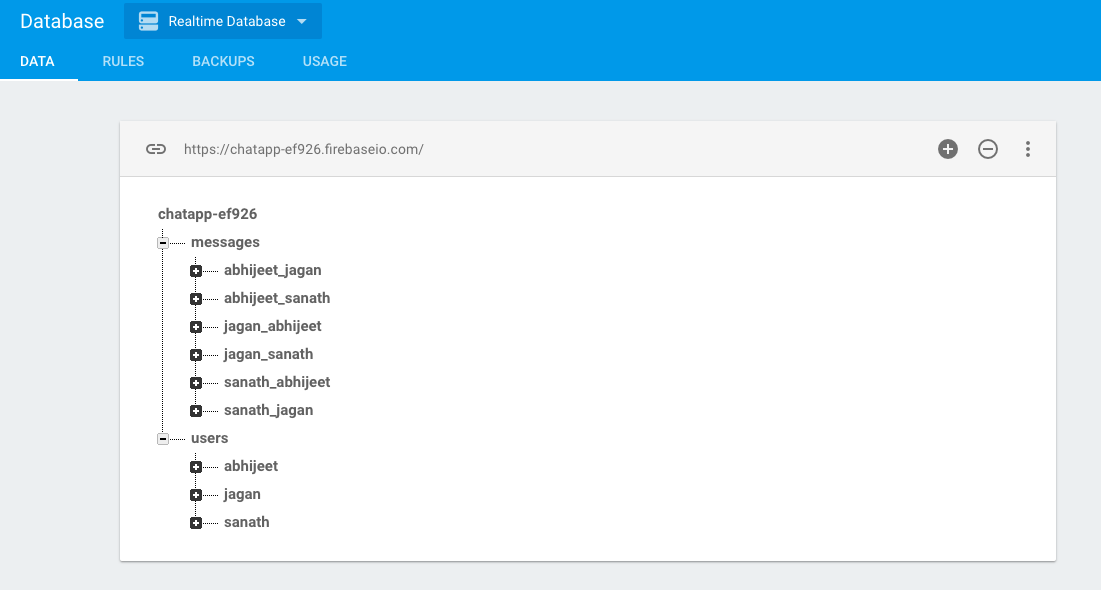 Database Realtime Database
DATA RULES BACKUPS USAGE
https://chatapp-ef926.firebaseio.com/
chatapp-ef926
messages
abhijeet_jagan
abhijeet_sanath
jagan_abhijeet
jagan_sanath
sanath_abhijeet
sanath_jagan
users
abhijeet
jagan
sanath